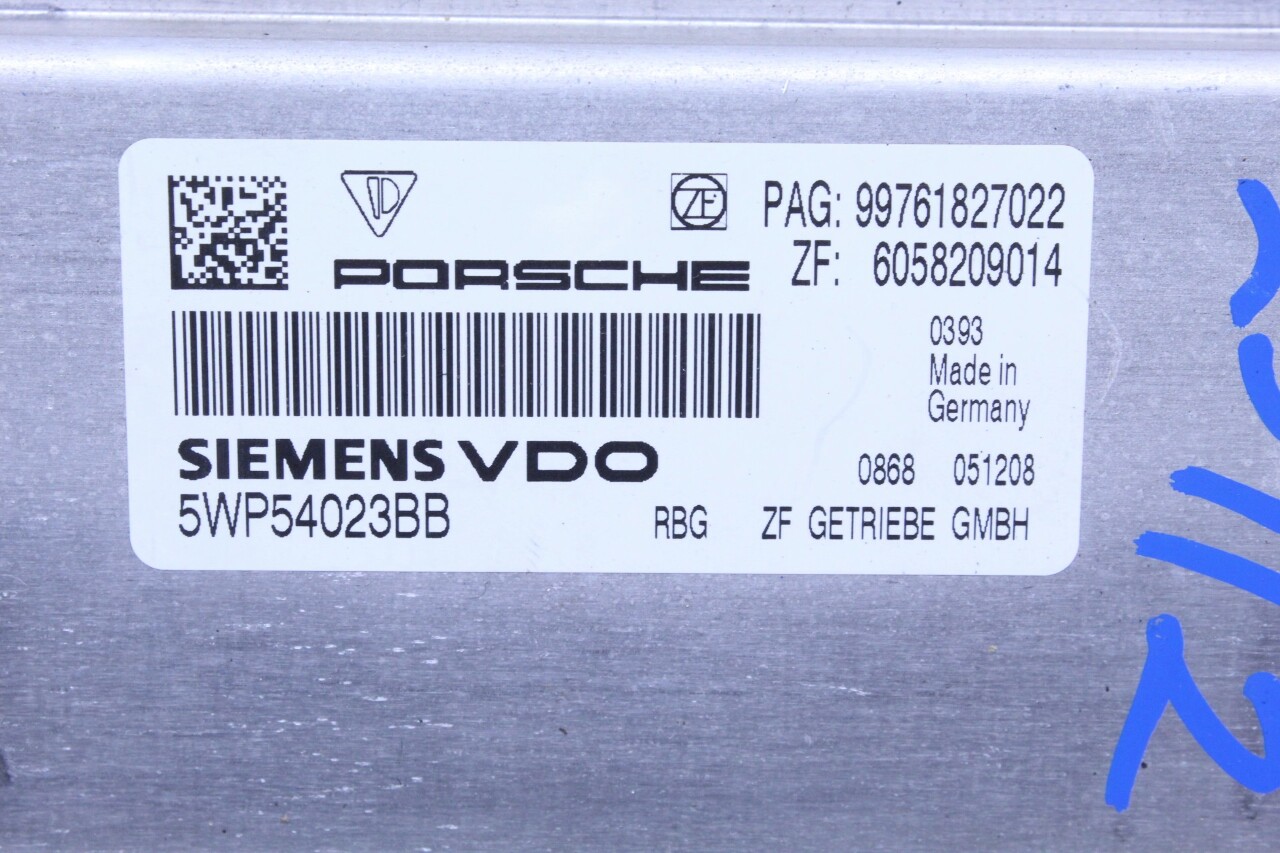 PAG: 99761827022
PORSCHE
ZF: 6058209014
0393
Made in
Germany
SIEMENS VDO
0868 051208
5WP54023BB
RBG ZF GETRIEBE GMBH